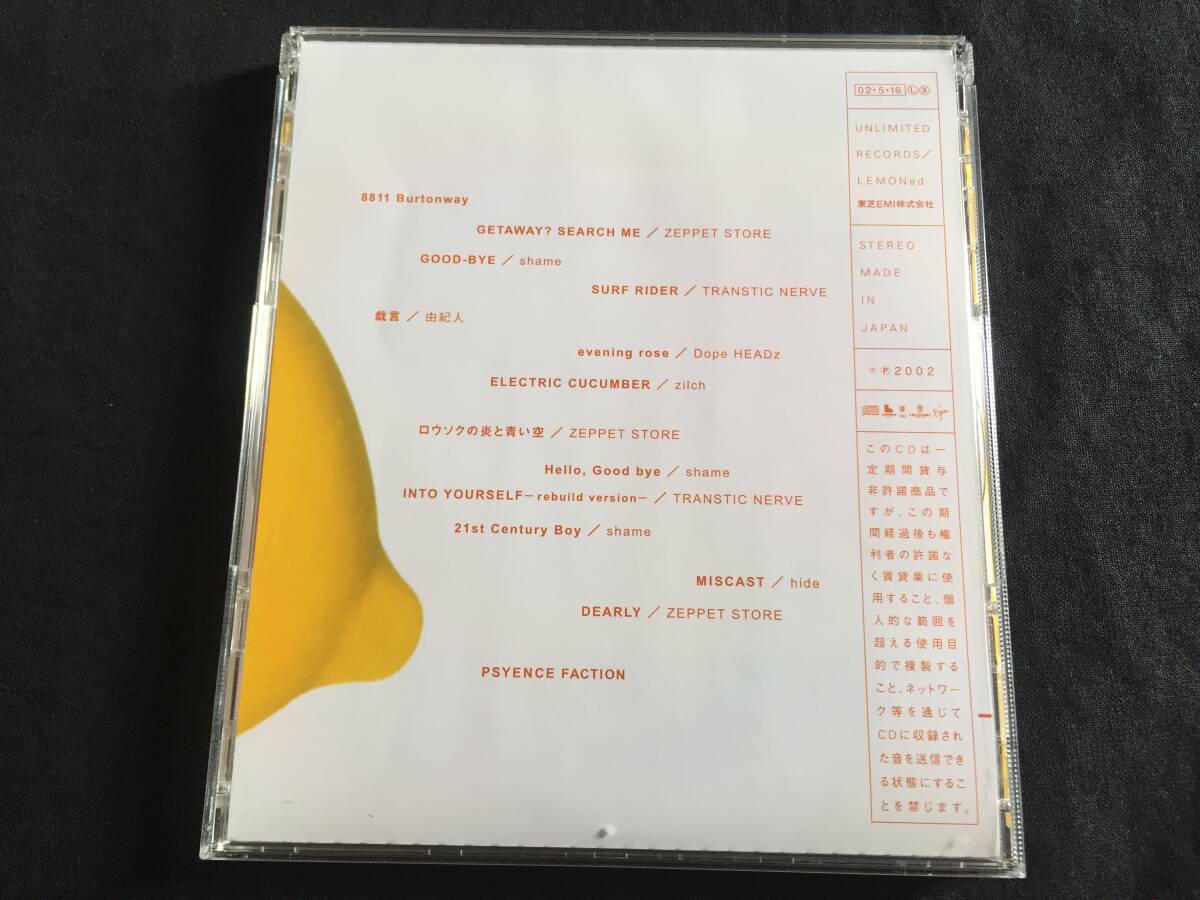 8811 Burtonway
GETAWAY? SEARCH ME／ZEPPET STORE
GOOD-BYE／shame
SURF RIDER／TRANSTIC NERVE
戯言／由紀人
evening rose／Dope HEADz
ELECTRIC CUCUMBER／zilch
ロウソクの炎と青い空／ZEPPET STORE
Hello, Good bye／shame
INTO YOURSELF－rebuild version－／TRANSTIC NERVE
21st Century Boy／shame
MISCAST／hide
DEARLY／ZEPPET STORE
PSYENCE FACTION
02・5・16 Ⓛ Ⓧ
UNLIMITED
RECORDS／
LEMONed
東芝EMI株式会社
STEREO
MADE
IN
JAPAN
℗2002
このCDは一
定期間貸与
非許諾商品で
すが、この期
間経過後も権
利者の許諾な
く賃貸業に使
用すること、個
人的な範囲を
超える使用目
的で複製する
こと、ネットワー
ク等を通じて
CDに収録され
た音を送信でき
る状態にするこ
とを禁じます。